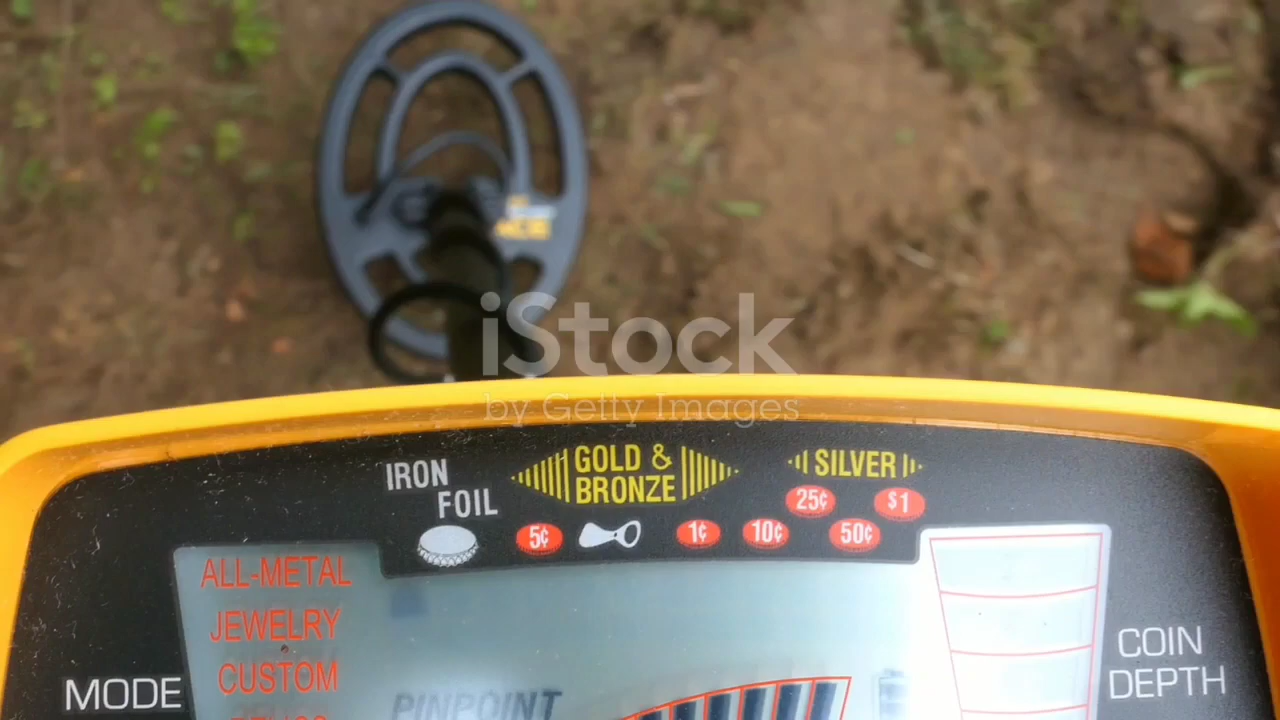 ACE
iStock
by Getty Images
IRON
FOIL
GOLD &
BRONZE
SILVER
25¢ $1
5¢ 1¢ 10¢ 50¢
ALL-METAL
JEWELRY
CUSTOM
MODE
PINPOINT
COIN
DEPTH